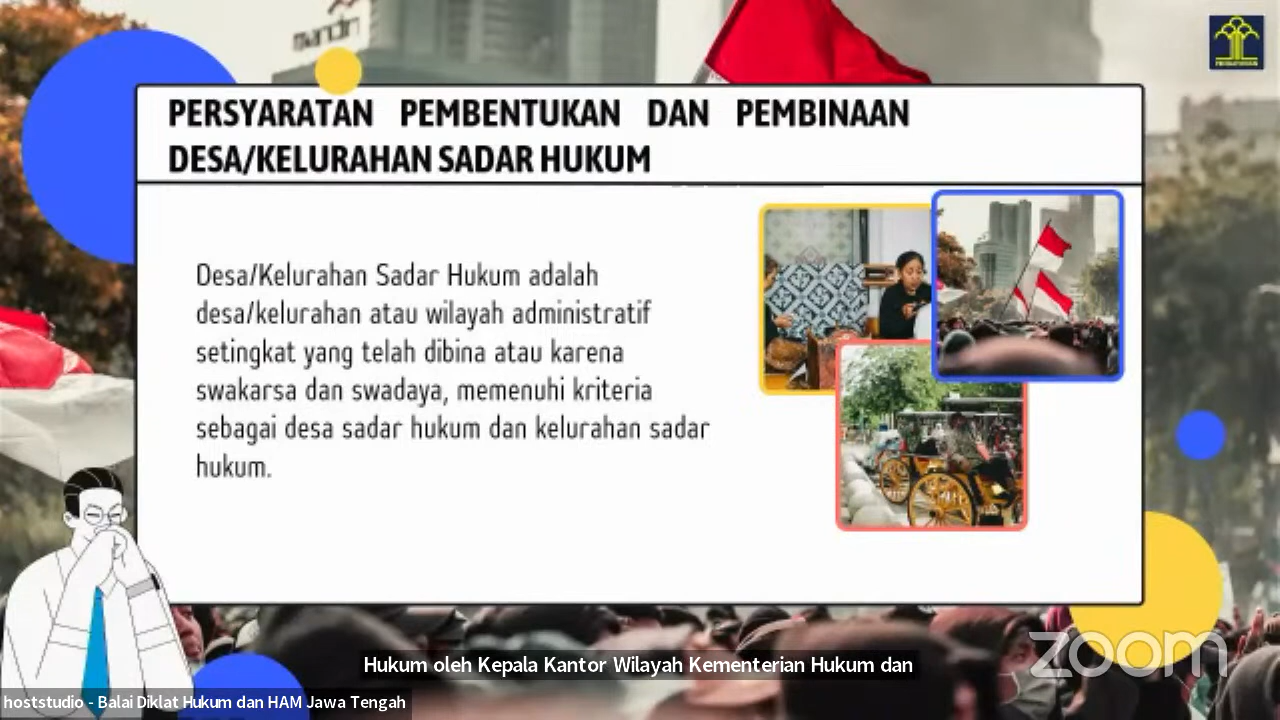 mandiri
PERSYARATAN PEMBENTUKAN DAN PEMBINAAN
DESA/KELURAHAN SADAR HUKUM
Desa/Kelurahan Sadar Hukum adalah
desa/kelurahan atau wilayah administratif
setingkat yang telah dibina atau karena
swakarsa dan swadaya, memenuhi kriteria
sebagai desa sadar hukum dan kelurahan sadar
hukum.
zoom
Hukum oleh Kepala Kantor Wilayah Kementerian Hukum dan
hoststudio - Balai Diklat Hukum dan HAM Jawa Tengah